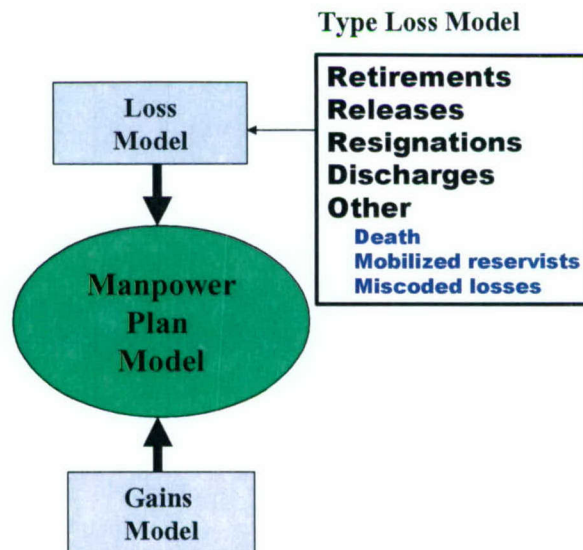 Type Loss Model
Loss
Model
Retirements
Releases
Resignations
Discharges
Other
Death
Mobilized reservists
Miscoded losses
Manpower
Plan
Model
Gains
Model